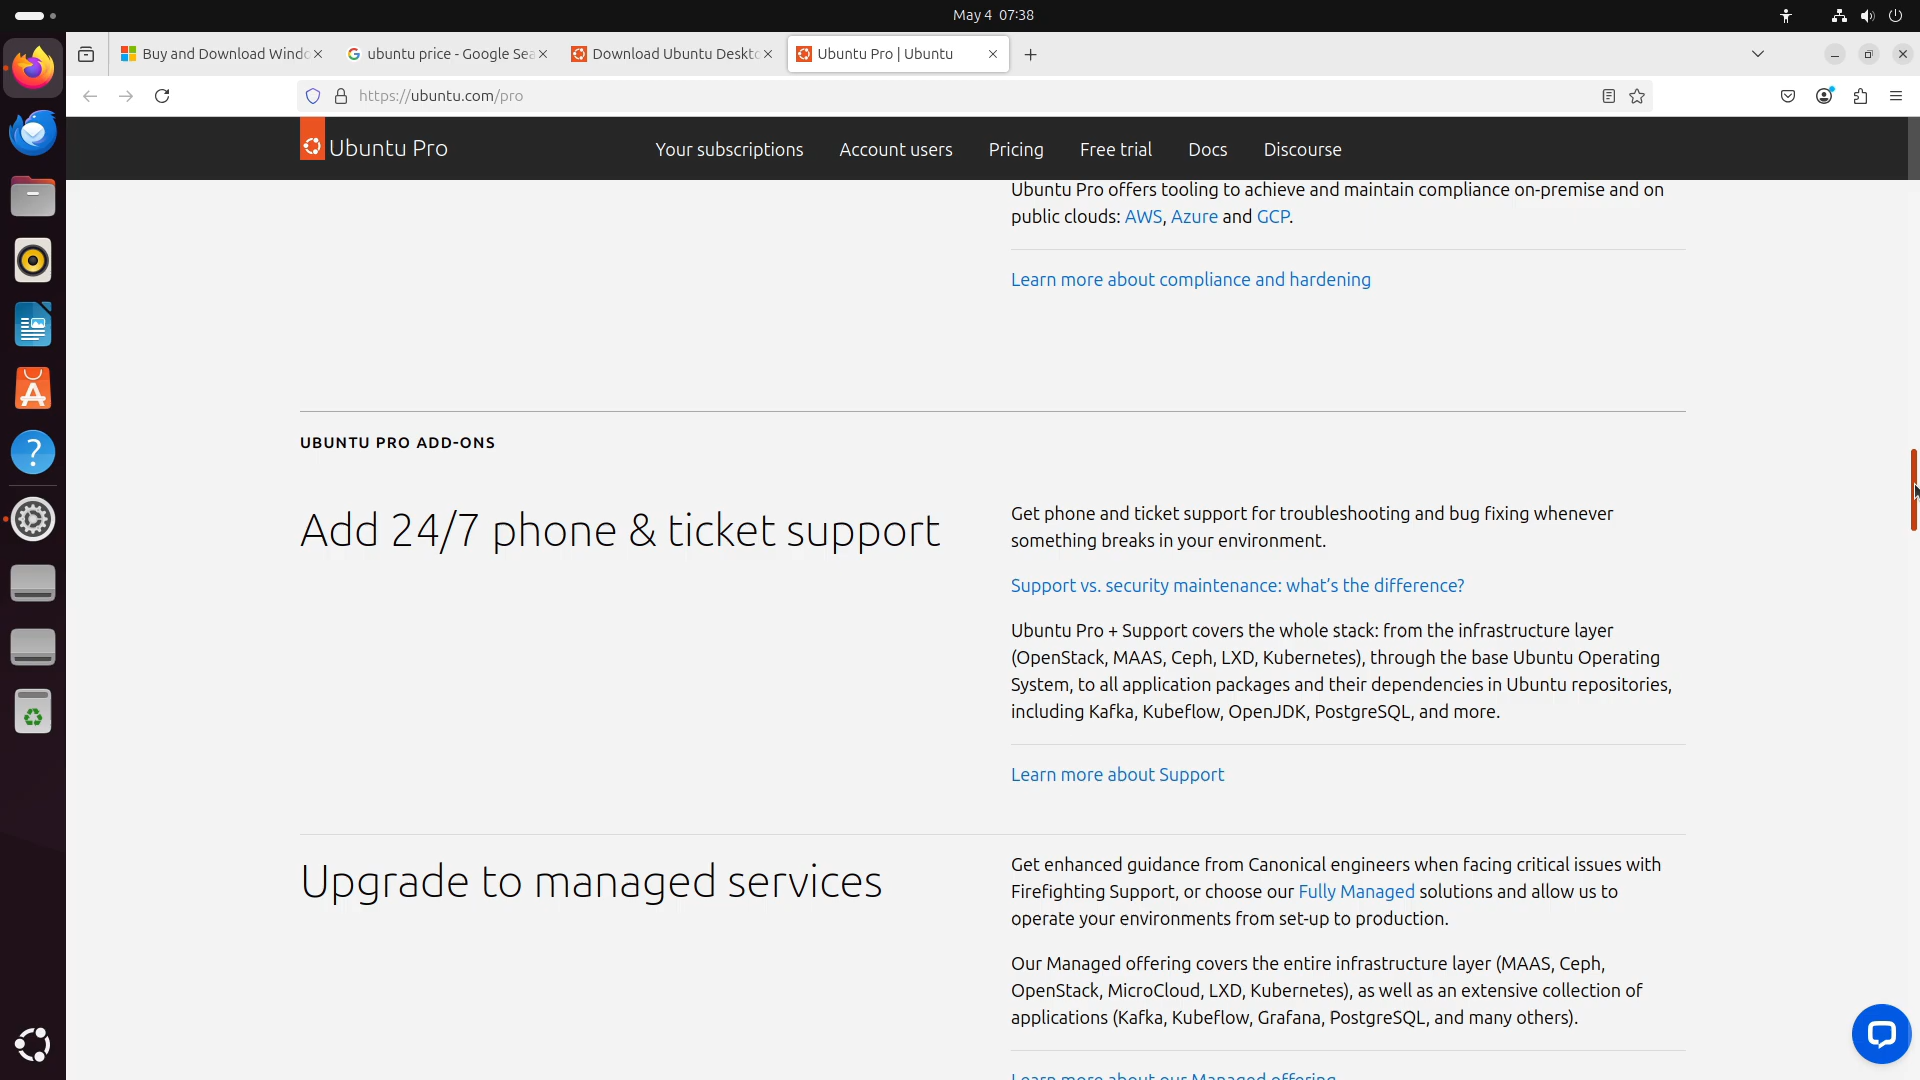 May 4 07:38
Buy and Download Windo
ubuntu price - Google Sea
Download Ubuntu Deskto
Ubuntu Pro | Ubuntu
https://ubuntu.com/pro
Ubuntu Pro
Your subscriptions
Account users
Pricing
Free trial
Docs
Discourse
Ubuntu Pro offers tooling to achieve and maintain compliance on-premise and on
public clouds: AWS, Azure and GCP.
Learn more about compliance and hardening
UBUNTU PRO ADD-ONS
Add 24/7 phone & ticket support
Get phone and ticket support for troubleshooting and bug fixing whenever
something breaks in your environment.
Support vs. security maintenance: what's the difference?
Ubuntu Pro + Support covers the whole stack: from the infrastructure layer
(OpenStack, MAAS, Ceph, LXD, Kubernetes), through the base Ubuntu Operating
System, to all application packages and their dependencies in Ubuntu repositories,
including Kafka, Kubeflow, OpenJDK, PostgreSQL, and more.
Learn more about Support
Upgrade to managed services
Get enhanced guidance from Canonical engineers when facing critical issues with
Firefighting Support, or choose our Fully Managed solutions and allow us to
operate your environments from set-up to production.
Our Managed offering covers the entire infrastructure layer (MAAS, Ceph,
OpenStack, MicroCloud, LXD, Kubernetes), as well as an extensive collection of
applications (Kafka, Kubeflow, Grafana, PostgreSQL, and many others).
Learn more about our Managed offering